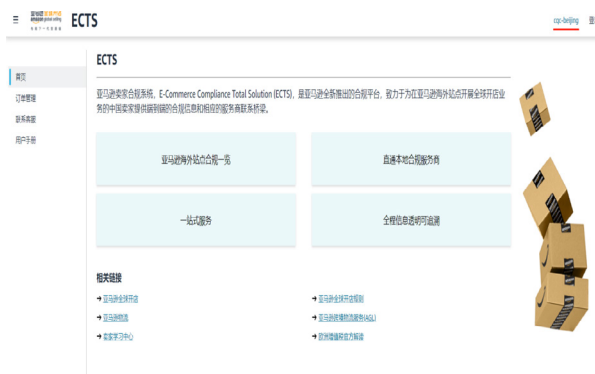 ECTS
cqc-beijing
首页
订单管理
联系客服
用户手册
ECTS
亚马逊卖家合规系统，E-Commerce Compliance Total Solution (ECTS)，是亚马逊全新推出的合规平台，致力于为在亚马逊海外站点开展全球开店业
务的中国卖家提供端到端的合规信息和相应的服务商联系桥梁。
亚马逊海外站点合规一览
直通本地合规服务商
一站式服务
全程信息透明可追溯
相关链接
→ 亚马逊全球开店
→ 亚马逊全球开店规则
→ 亚马逊物流
→ 亚马逊跨境物流服务(AGL)
→ 卖家学习中心
→ 欧洲增值税官方解读